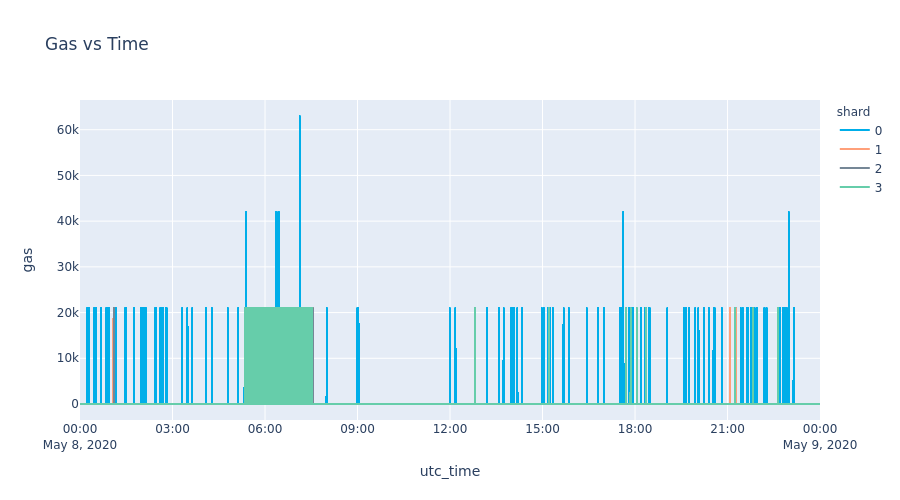 Gas vs Time
shard
0
1
2
3
60k
50k
40k
30k
20k
10k
0
gas
00:00
May 8, 2020
03:00
06:00
09:00
12:00
15:00
18:00
21:00
00:00
May 9, 2020
utc_time